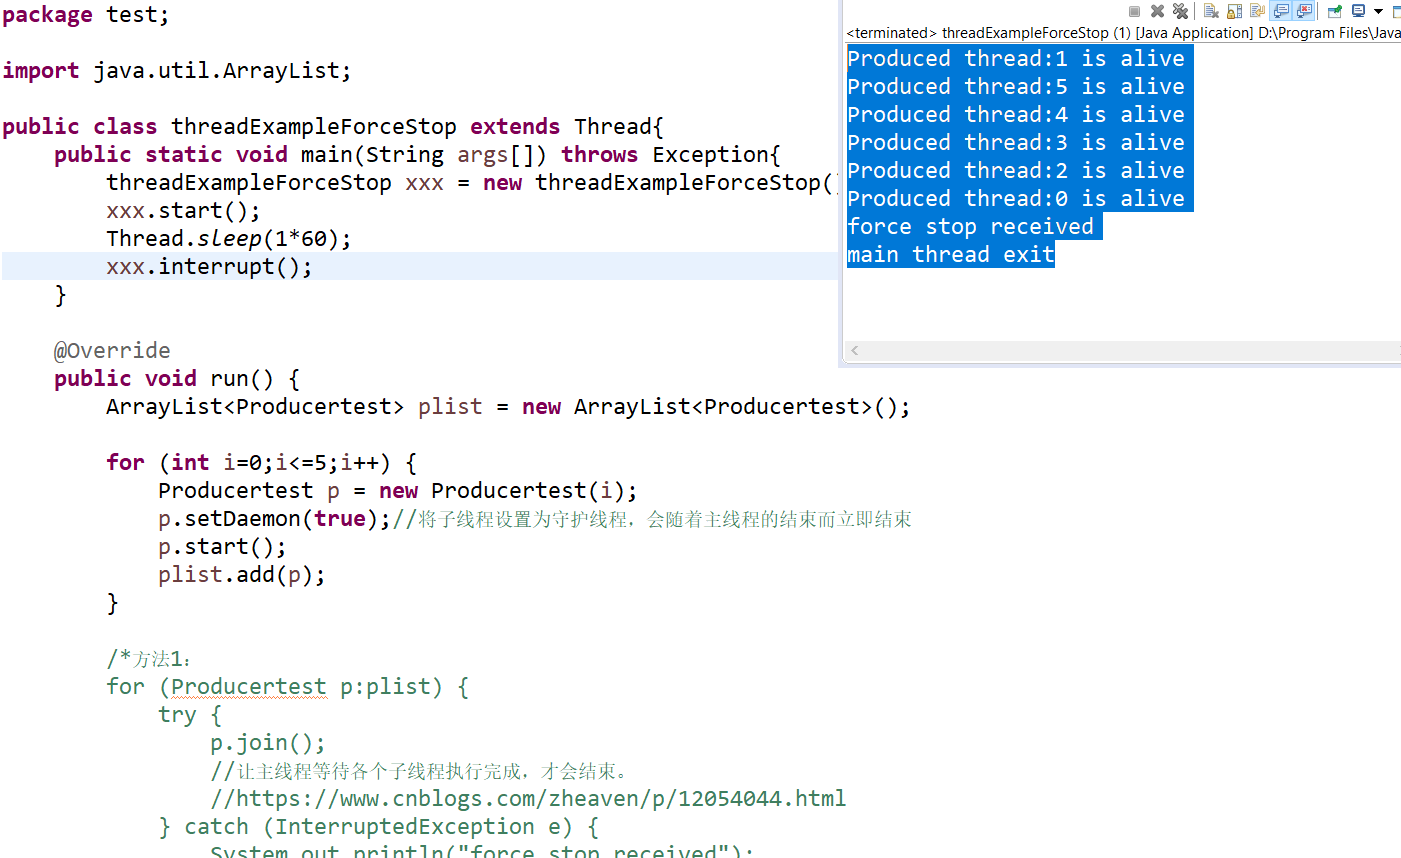 package test;
import java.util.ArrayList;
public class threadExampleForceStop extends Thread{
    public static void main(String args[]) throws Exception{
        threadExampleForceStop xxx = new threadExampleForceStop(
        xxx.start();
        Thread.sleep(1*60);
        xxx.interrupt();
    }
    @Override
    public void run() {
        ArrayList<Producertest> plist = new ArrayList<Producertest>();
        for (int i=0;i<=5;i++) {
            Producertest p = new Producertest(i);
            p.setDaemon(true);//将子线程设置为守护线程，会随着主线程的结束而立即结束
            p.start();
            plist.add(p);
        }
        /*方法1：
        for (Producertest p:plist) {
            try {
                p.join();
                //让主线程等待各个子线程执行完成，才会结束。
                //https://www.cnblogs.com/zheaven/p/12054044.html
            } catch (InterruptedException e) {
                System.out.println("force stop received");
<terminated> threadExampleForceStop (1) [Java Application] D:\Program Files\Java
Produced thread:1 is alive
Produced thread:5 is alive
Produced thread:4 is alive
Produced thread:3 is alive
Produced thread:2 is alive
Produced thread:0 is alive
force stop received
main thread exit